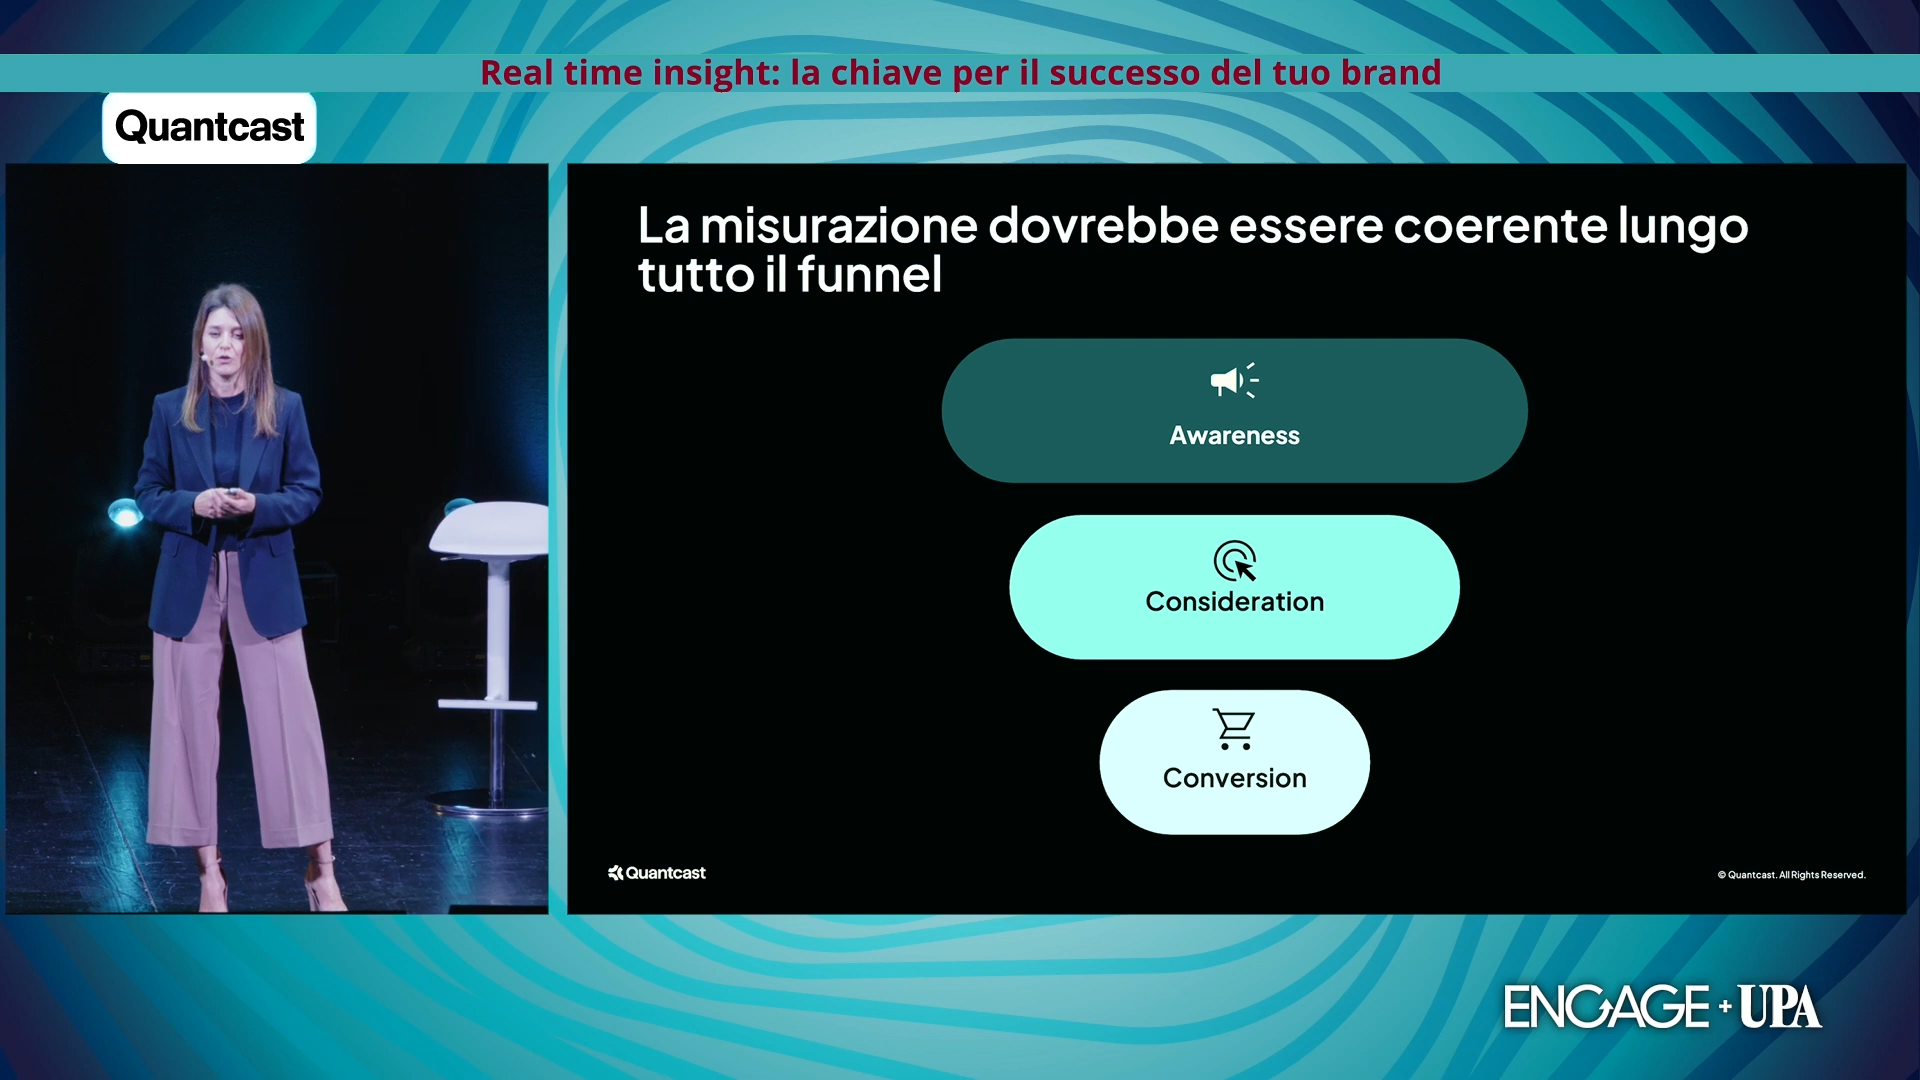 Real time insight: la chiave per il successo del tuo brand
Quantcast
La misurazione dovrebbe essere coerente lungo
tutto il funnel
Awareness
Consideration
Conversion
Quantcast
© Quantcast. All Rights Reserved.
ENGAGE + UPA